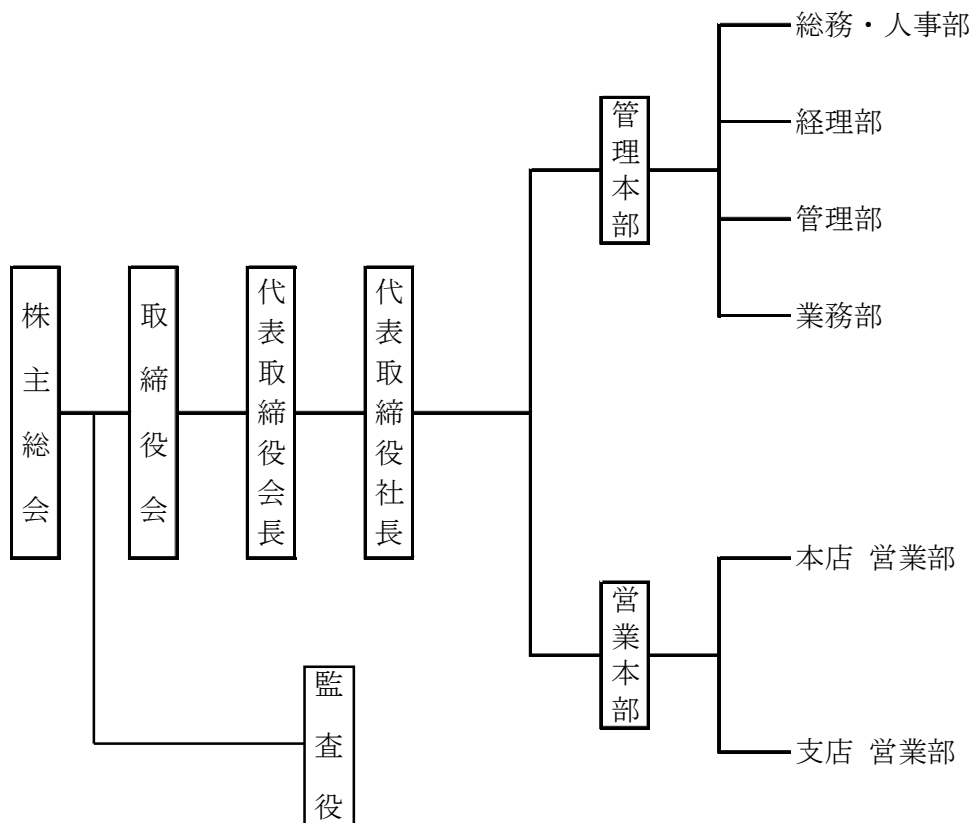 株主総会
取締役会
代表取締役会長
代表取締役社長
監査役
管理本部
総務・人事部
経理部
管理部
業務部
営業本部
本店 営業部
支店 営業部